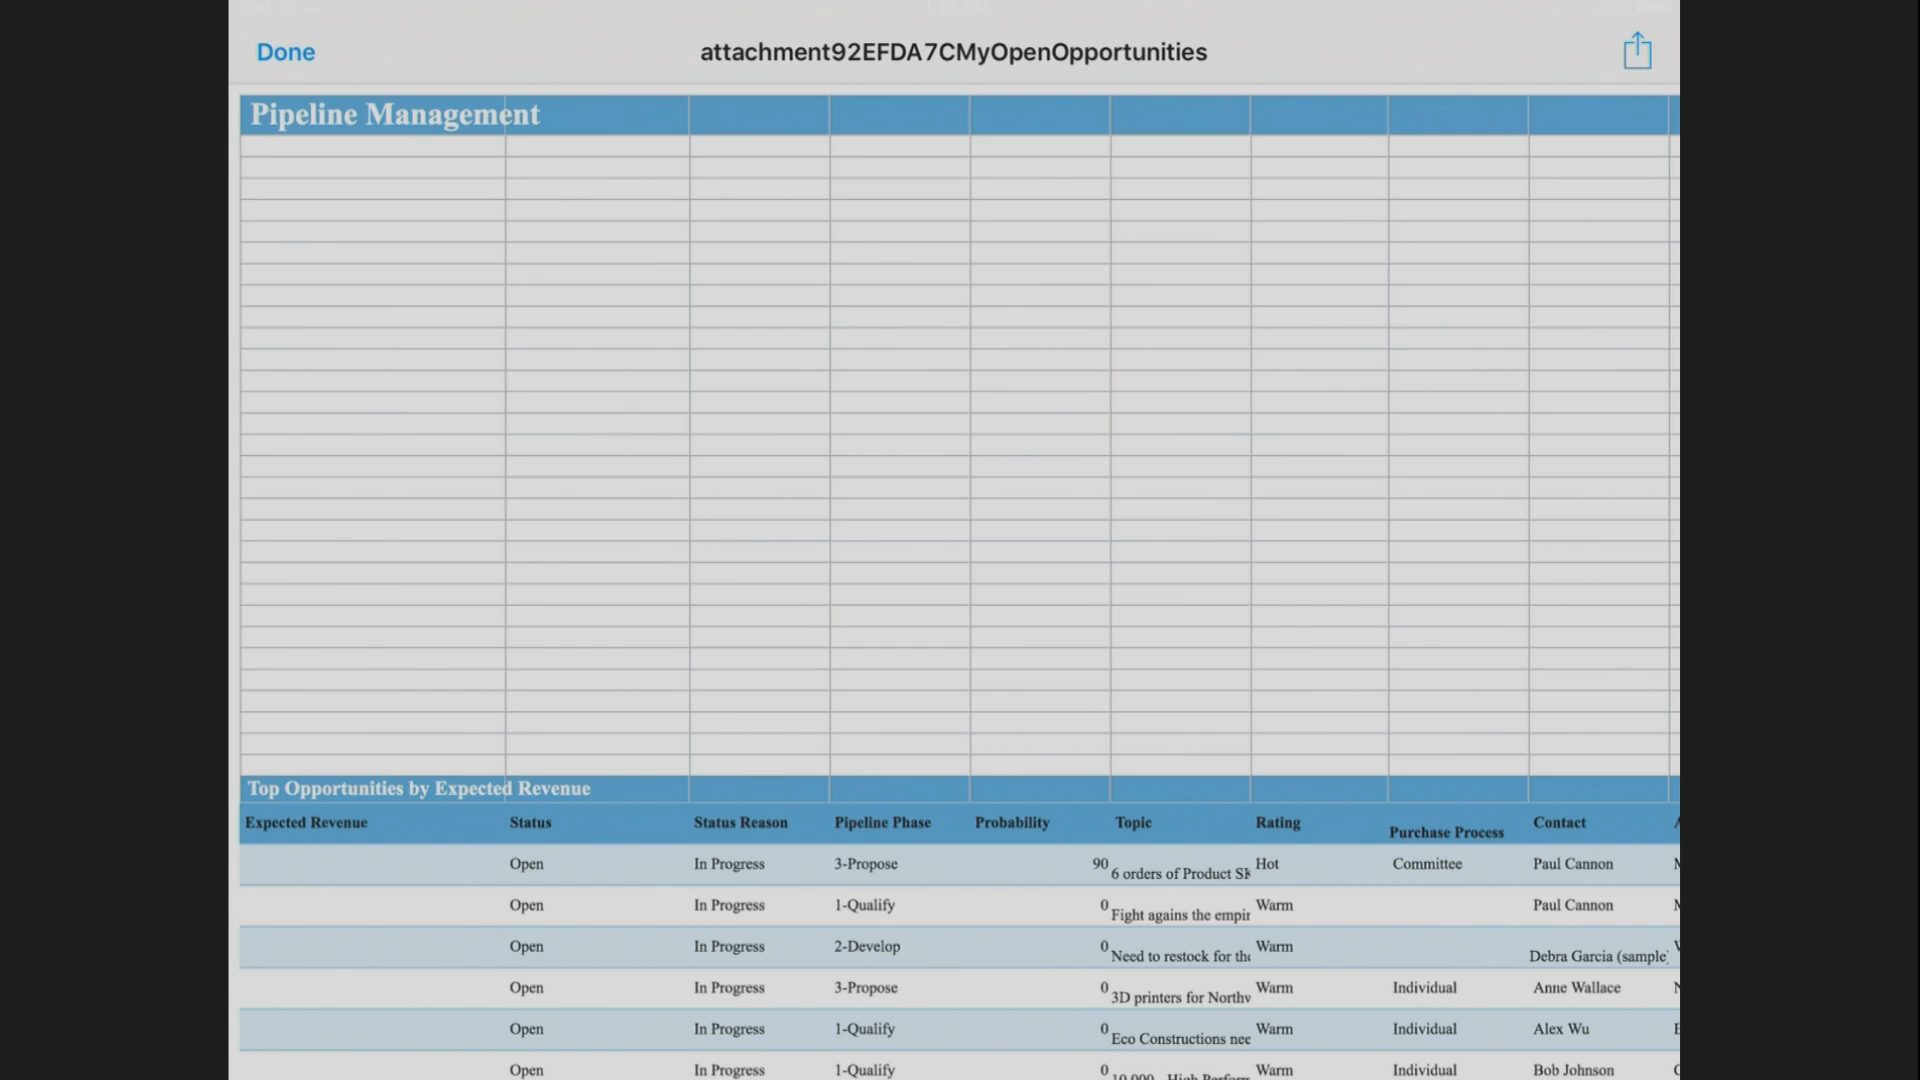 Done attachment92EFDA7CMyOpenOpportunities
Pipeline Management
Top Opportunities by Expected Revenue
Expected Revenue Status Status Reason Pipeline Phase Probability Topic Rating Purchase Process Contact
Open In Progress 3-Propose 90 6 orders of Product Hot Committee Paul Cannon
Open In Progress 1-Qualify 0 Fight agains the Warm Paul Cannon
Open In Progress 2-Develop 0 Need to restock for Warm Debra Garcia (sample
Open In Progress 3-Propose 0 3D printers for Warm Individual Anne Wallace
Open In Progress 1-Qualify 0 Eco Constructions Warm Individual Alex Wu
Open In Progress 1-Qualify 0 Warm Individual Bob Johnson